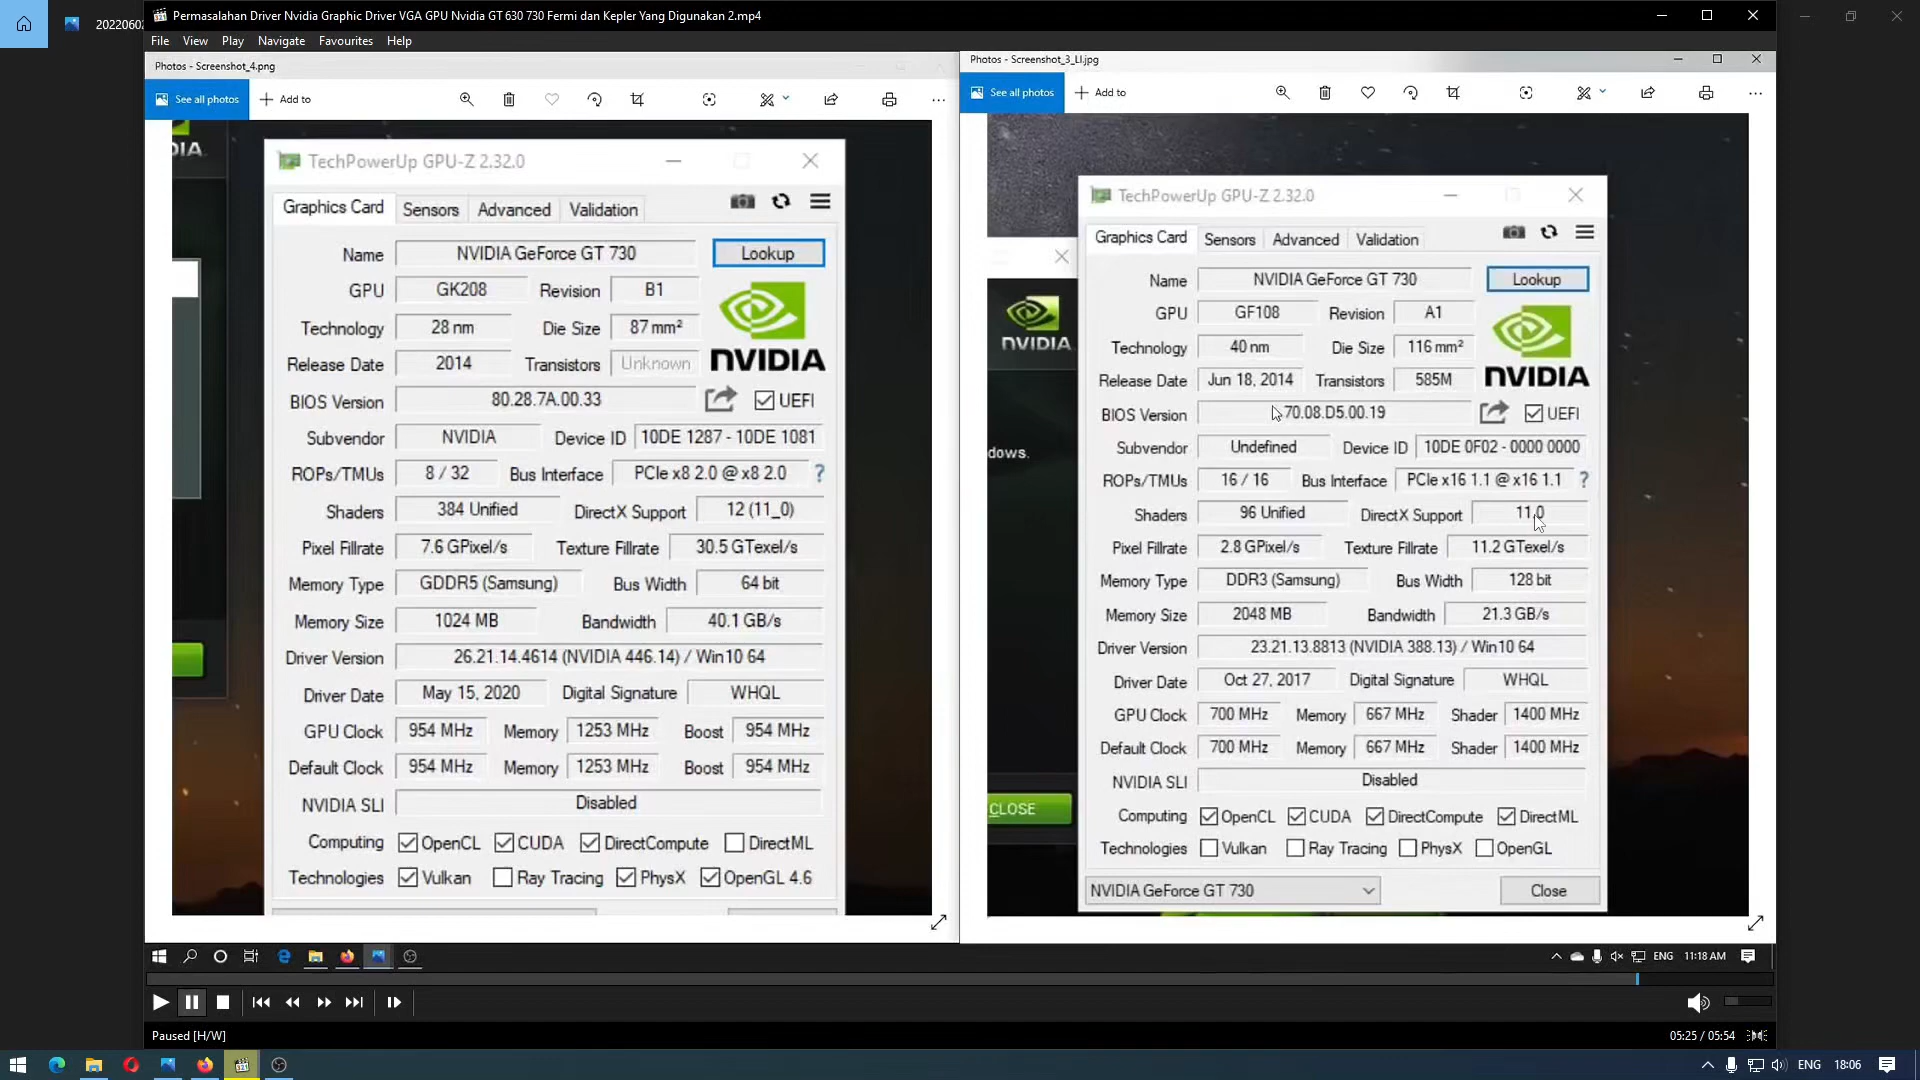 20220602
Permasalahan Driver Nvidia Graphic Driver VGA GPU Nvidia GT 630 730 Fermi dan Kepler Yang Digunakan 2.mp4
File View Play Navigate Favourites Help
Photos - Screenshot_4.png
See all photos Add to
DIA.
TechPowerUp GPU-Z 2.32.0
Graphics Card Sensors Advanced Validation
Name NVIDIA GeForce GT 730 Lookup
GPU GK208 Revision B1
Technology 28 nm Die Size 87 mm²
Release Date 2014 Transistors Unknown
NVIDIA
BIOS Version 80.28.7A.00.33 UEFI
Subvendor NVIDIA Device ID 10DE 1287 - 10DE 1081
ROPs/TMUs 8 / 32 Bus Interface PCIe x8 2.0 @ x8 2.0 ?
Shaders 384 Unified DirectX Support 12 (11_0)
Pixel Fillrate 7.6 GPixel/s Texture Fillrate 30.5 GTexel/s
Memory Type GDDR5 (Samsung) Bus Width 64 bit
Memory Size 1024 MB Bandwidth 40.1 GB/s
Driver Version 26.21.14.4614 (NVIDIA 446.14) / Win10 64
Driver Date May 15, 2020 Digital Signature WHQL
GPU Clock 954 MHz Memory 1253 MHz Boost 954 MHz
Default Clock 954 MHz Memory 1253 MHz Boost 954 MHz
NVIDIA SLI Disabled
Computing OpenCL CUDA DirectCompute DirectML
Technologies Vulkan Ray Tracing PhysX OpenGL 4.6
Photos - Screenshot_3_LI.jpg
See all photos Add to
TechPowerUp GPU-Z 2.32.0
Graphics Card Sensors Advanced Validation
Name NVIDIA GeForce GT 730 Lookup
GPU GF108 Revision A1
NVIDIA.
Technology 40 nm Die Size 116 mm²
Release Date Jun 18, 2014 Transistors 585M
NVIDIA
BIOS Version 70.08.D5.00.19 UEFI
dows.
Subvendor Undefined Device ID 10DE 0F02 - 0000 0000
ROPs/TMUs 16 / 16 Bus Interface PCIe x16 1.1 @ x16 1.1 ?
Shaders 96 Unified DirectX Support 11.0
Pixel Fillrate 2.8 GPixel/s Texture Fillrate 11.2 GTexel/s
Memory Type DDR3 (Samsung) Bus Width 128 bit
Memory Size 2048 MB Bandwidth 21.3 GB/s
Driver Version 23.21.13.8813 (NVIDIA 388.13) / Win10 64
Driver Date Oct 27, 2017 Digital Signature WHQL
GPU Clock 700 MHz Memory 667 MHz Shader 1400 MHz
Default Clock 700 MHz Memory 667 MHz Shader 1400 MHz
NVIDIA SLI Disabled
CLOSE
Computing OpenCL CUDA DirectCompute DirectML
Technologies Vulkan Ray Tracing PhysX OpenGL
NVIDIA GeForce GT 730 Close
ENG 11:18 AM
Paused [H/W] 05:25 / 05:54
ENG 18:06